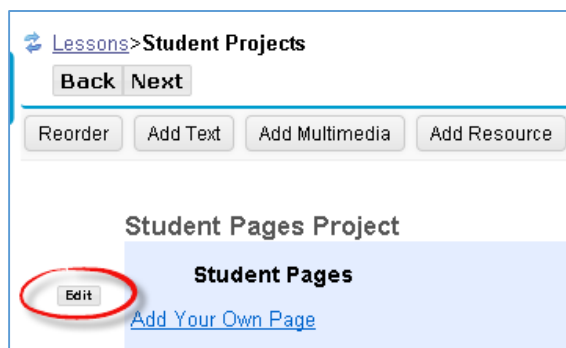 Lessons>Student Projects
Back Next
Reorder Add Text Add Multimedia Add Resource
Student Pages Project
Student Pages
Edit
Add Your Own Page